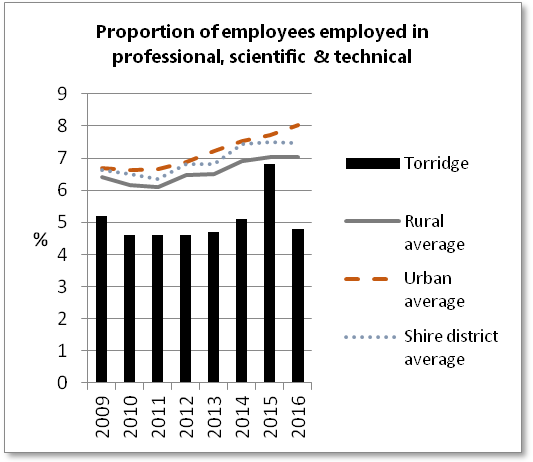 Proportion of employees employed in
professional, scientific & technical
9
8
7
6
5
4
3
2
1
0
%
2009
2010
2011
2012
2013
2014
2015
2016
Torridge
Rural
average
Urban
average
Shire district
average